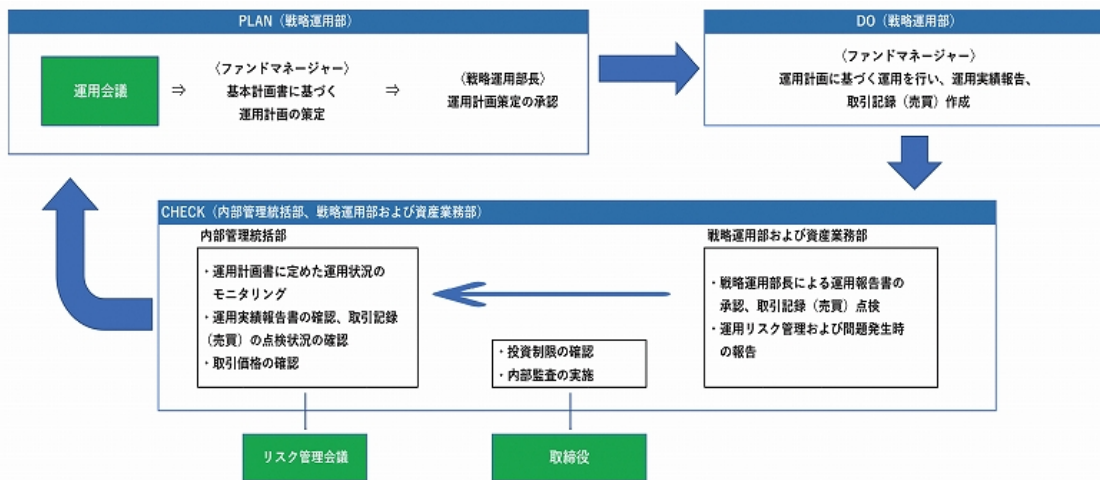 PLAN（戦略運用部）
運用会議
⇒
〈ファンドマネージャー〉
基本計画書に基づく
運用計画の策定
⇒
〈戦略運用部長〉
運用計画策定の承認
DO（戦略運用部）
〈ファンドマネージャー〉
運用計画に基づく運用を行い、運用実績報告、
取引記録（売買）作成
CHECK（内部管理統括部、戦略運用部および資産業務部）
内部管理統括部
・運用計画書に定めた運用状況の
モニタリング
・運用実績報告書の確認、取引記録
（売買）の点検状況の確認
・取引価格の確認
・投資制限の確認
・内部監査の実施
戦略運用部および資産業務部
・戦略運用部長による運用報告書の
承認、取引記録（売買）点検
・運用リスク管理および問題発生時
の報告
リスク管理会議
取締役